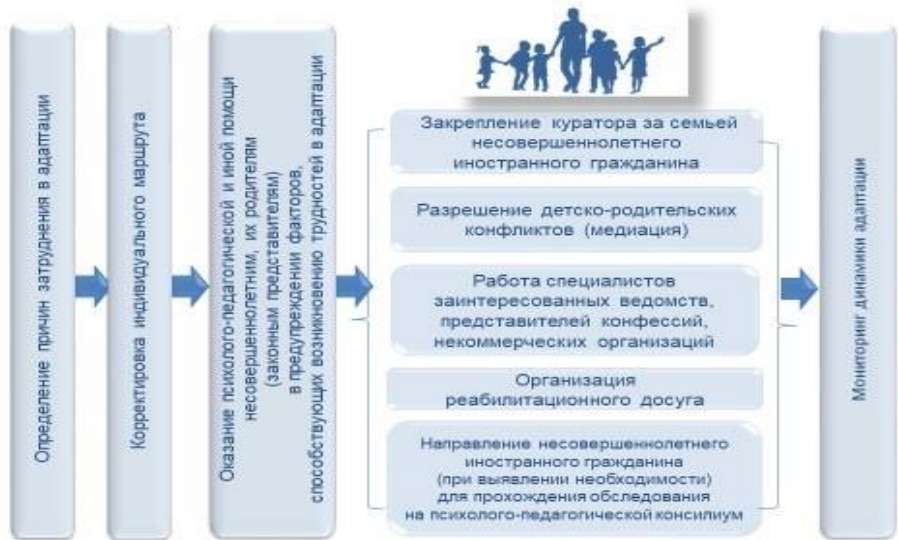 Определение причин затруднения в адаптации
Корректировка индивидуального маршрута
Оказание психолого-педагогической и иной помощи
несовершеннолетним, их родителям
(законным представителям)
в предупреждении факторов,
способствующих возникновению трудностей в адаптации
Закрепление куратора за семьей
несовершеннолетнего
иностранного гражданина
Разрешение детско-родительских
конфликтов (медиация)
Работа специалистов
заинтересованных ведомств,
представителей конфессий,
некоммерческих организаций
Организация
реабилитационного досуга
Направление несовершеннолетнего
иностранного гражданина
(при выявлении необходимости)
для прохождения обследования
на психолого-педагогической консилиум
Мониторинг динамики адаптации